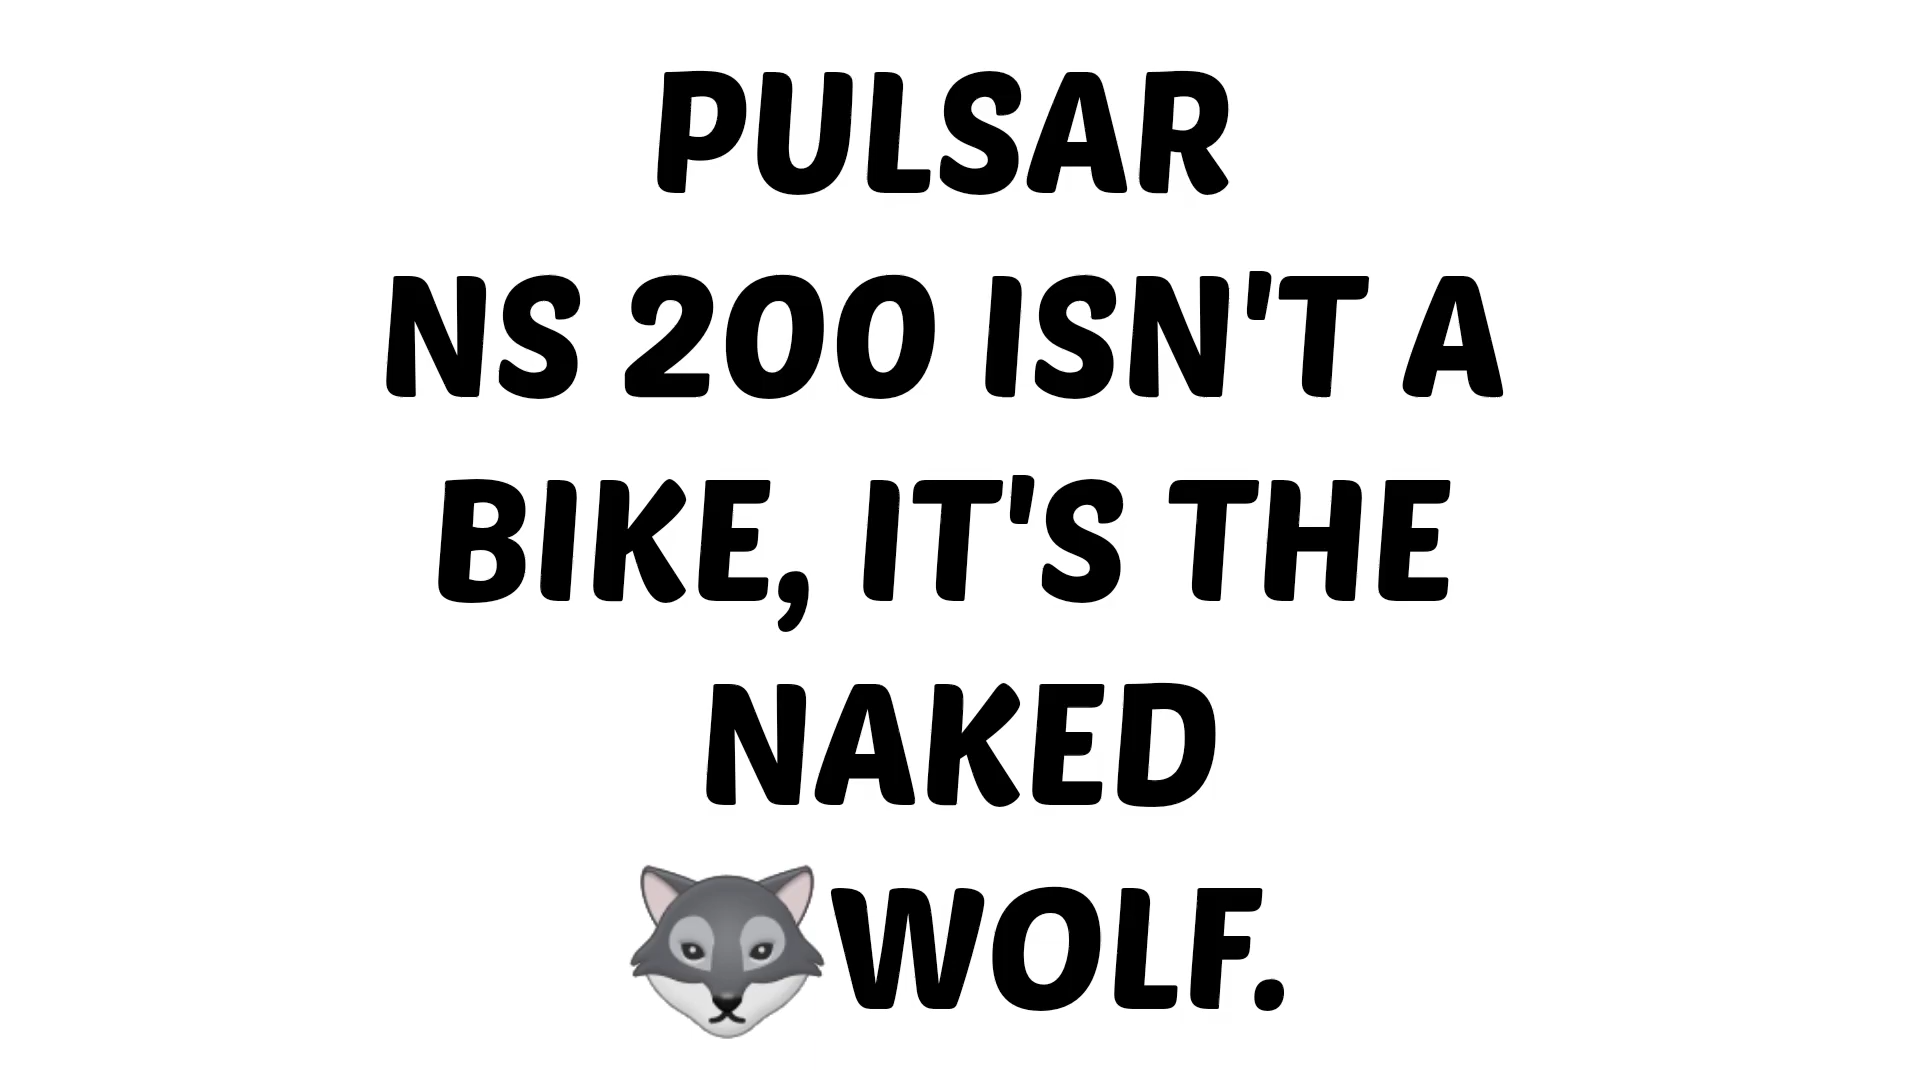 PULSAR
NS 200 ISN'T A
BIKE, IT'S THE
NAKED
🐺WOLF.